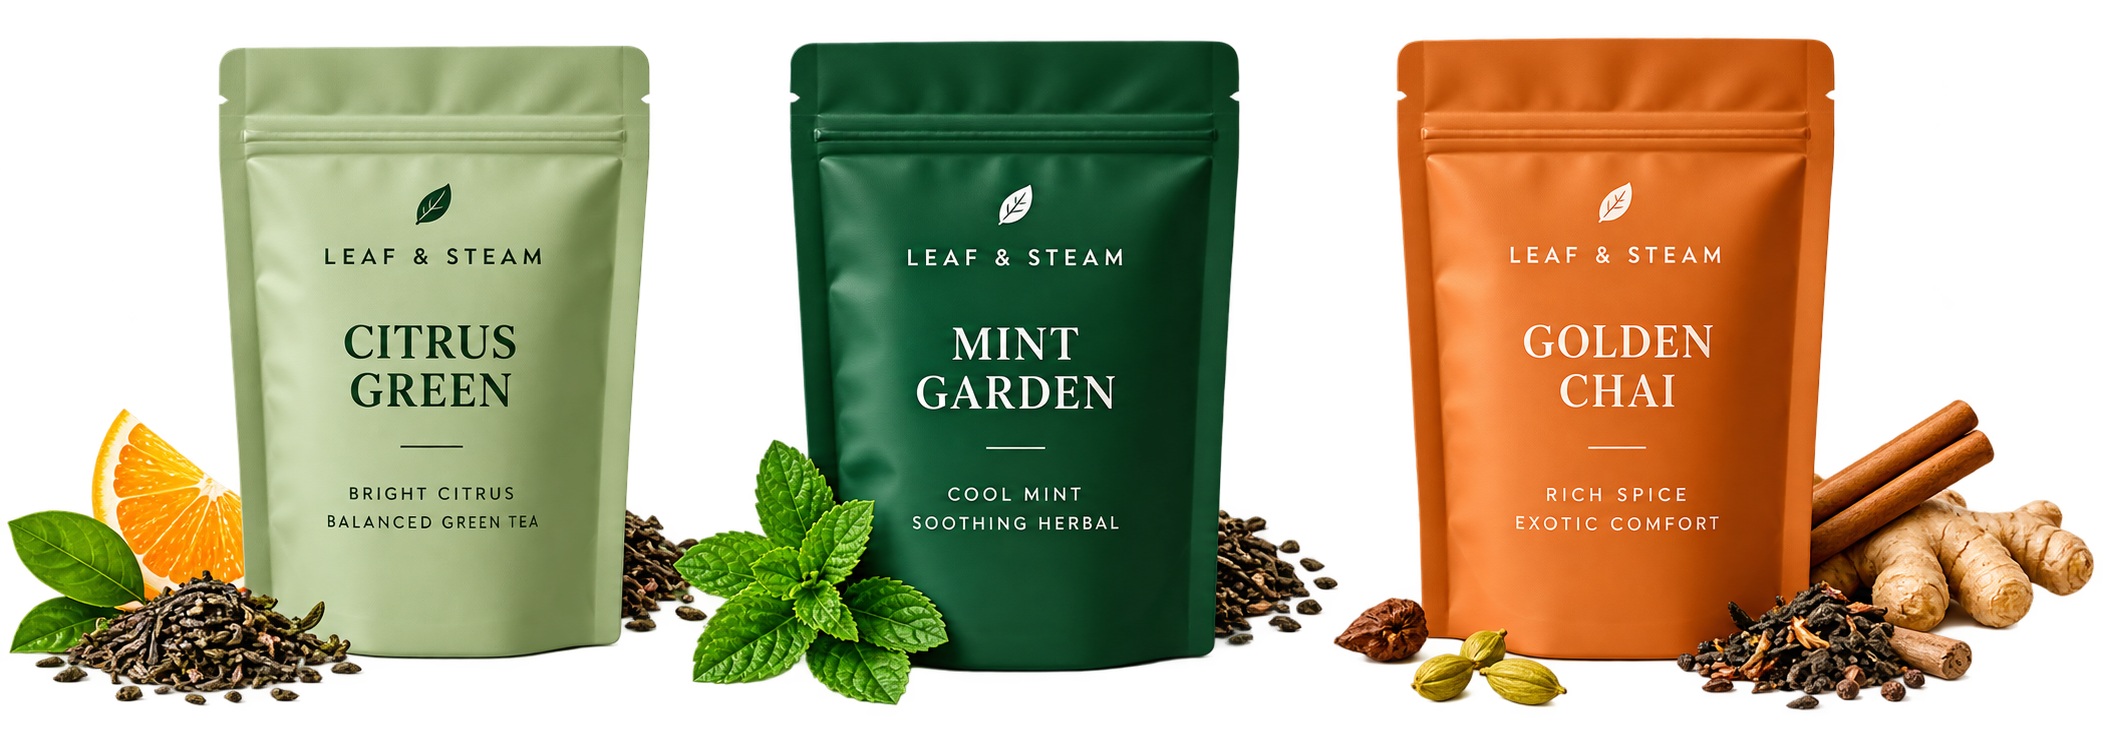 LEAF & STEAM
CITRUS
GREEN
BRIGHT CITRUS
BALANCED GREEN TEA
LEAF & STEAM
MINT
GARDEN
COOL MINT
SOOTHING HERBAL
LEAF & STEAM
GOLDEN
CHAI
RICH SPICE
EXOTIC COMFORT